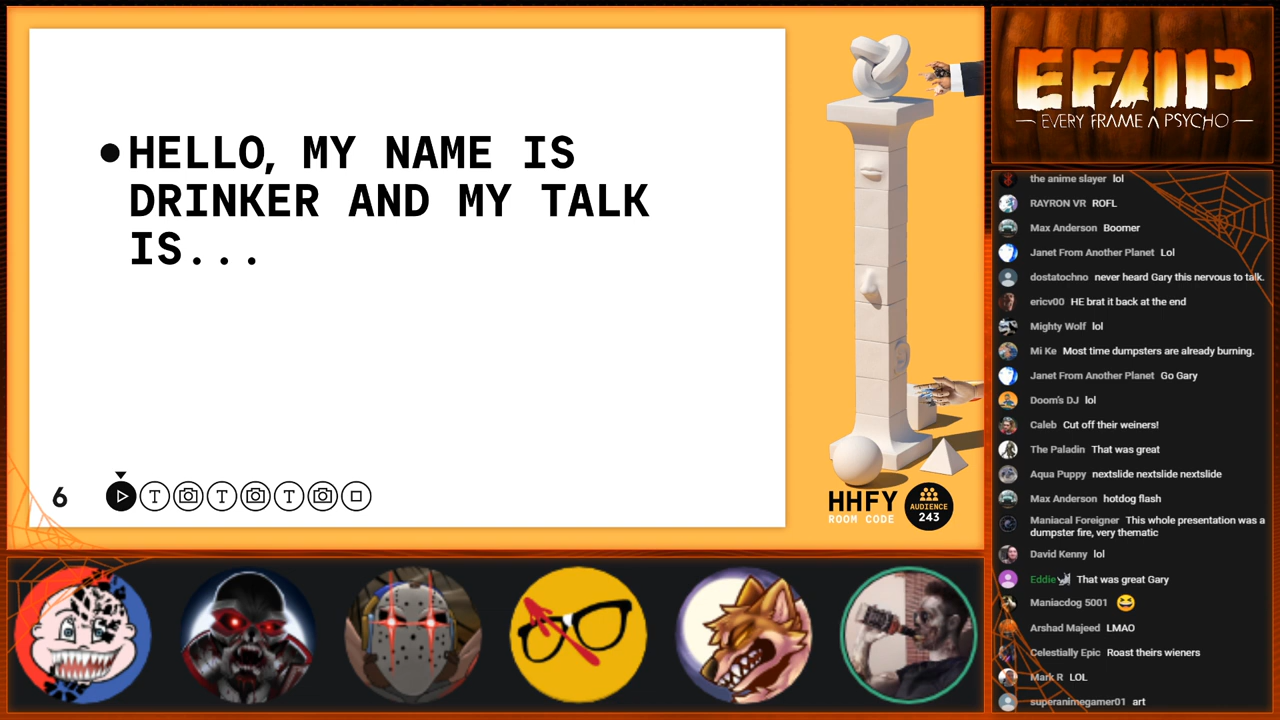 ●HELLO, MY NAME IS
DRINKER AND MY TALK
IS...
6
T
T
T
HHFY
ROOM CODE
AUDIENCE
243
EFAP
EVERY FRAME A PSYCHO
the anime slayer lol
RAYRON VR ROFL
Max Anderson Boomer
Janet From Another Planet Lol
dostatochno never heard Gary this nervous to talk.
ericv00 HE brat it back at the end
Mighty Wolf lol
Mi Ke Most time dumpsters are already burning.
Janet From Another Planet Go Gary
Doom's DJ lol
Caleb Cut off their weiners!
The Paladin That was great
Aqua Puppy nextslide nextslide nextslide
Max Anderson hotdog flash
Maniacal Foreigner This whole presentation was a
dumpster fire, very thematic
David Kenny lol
Eddie That was great Gary
Maniacdog 5001 😆
Arshad Majeed LMAO
Celestially Epic Roast theirs wieners
Mark R LOL
superanimegamer01 art